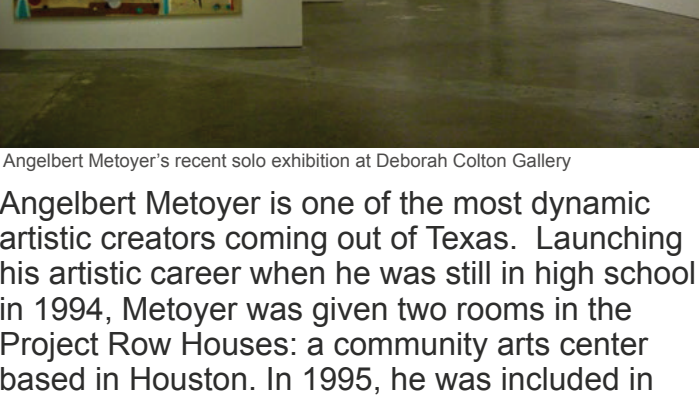 Angelbert Metoyer’s recent solo exhibition at Deborah Colton Gallery
Angelbert Metoyer is one of the most dynamic
artistic creators coming out of Texas.  Launching
his artistic career when he was still in high school
in 1994, Metoyer was given two rooms in the
Project Row Houses: a community arts center
based in Houston. In 1995, he was included in